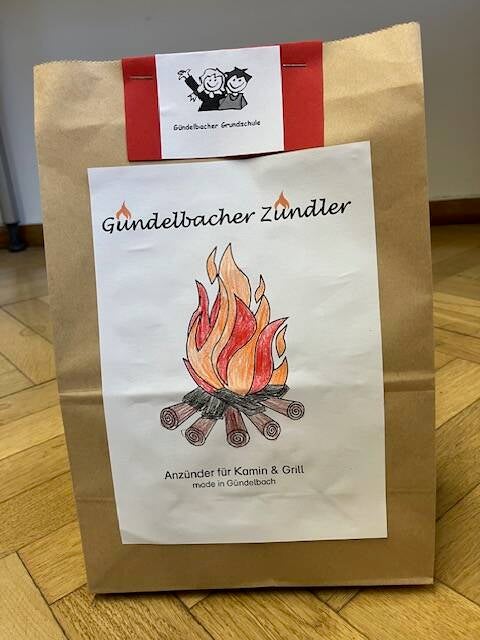 Gündelbacher Grundschule
Gündelbacher Zündler
Anzünder für Kamin & Grill
made in Gündelbach